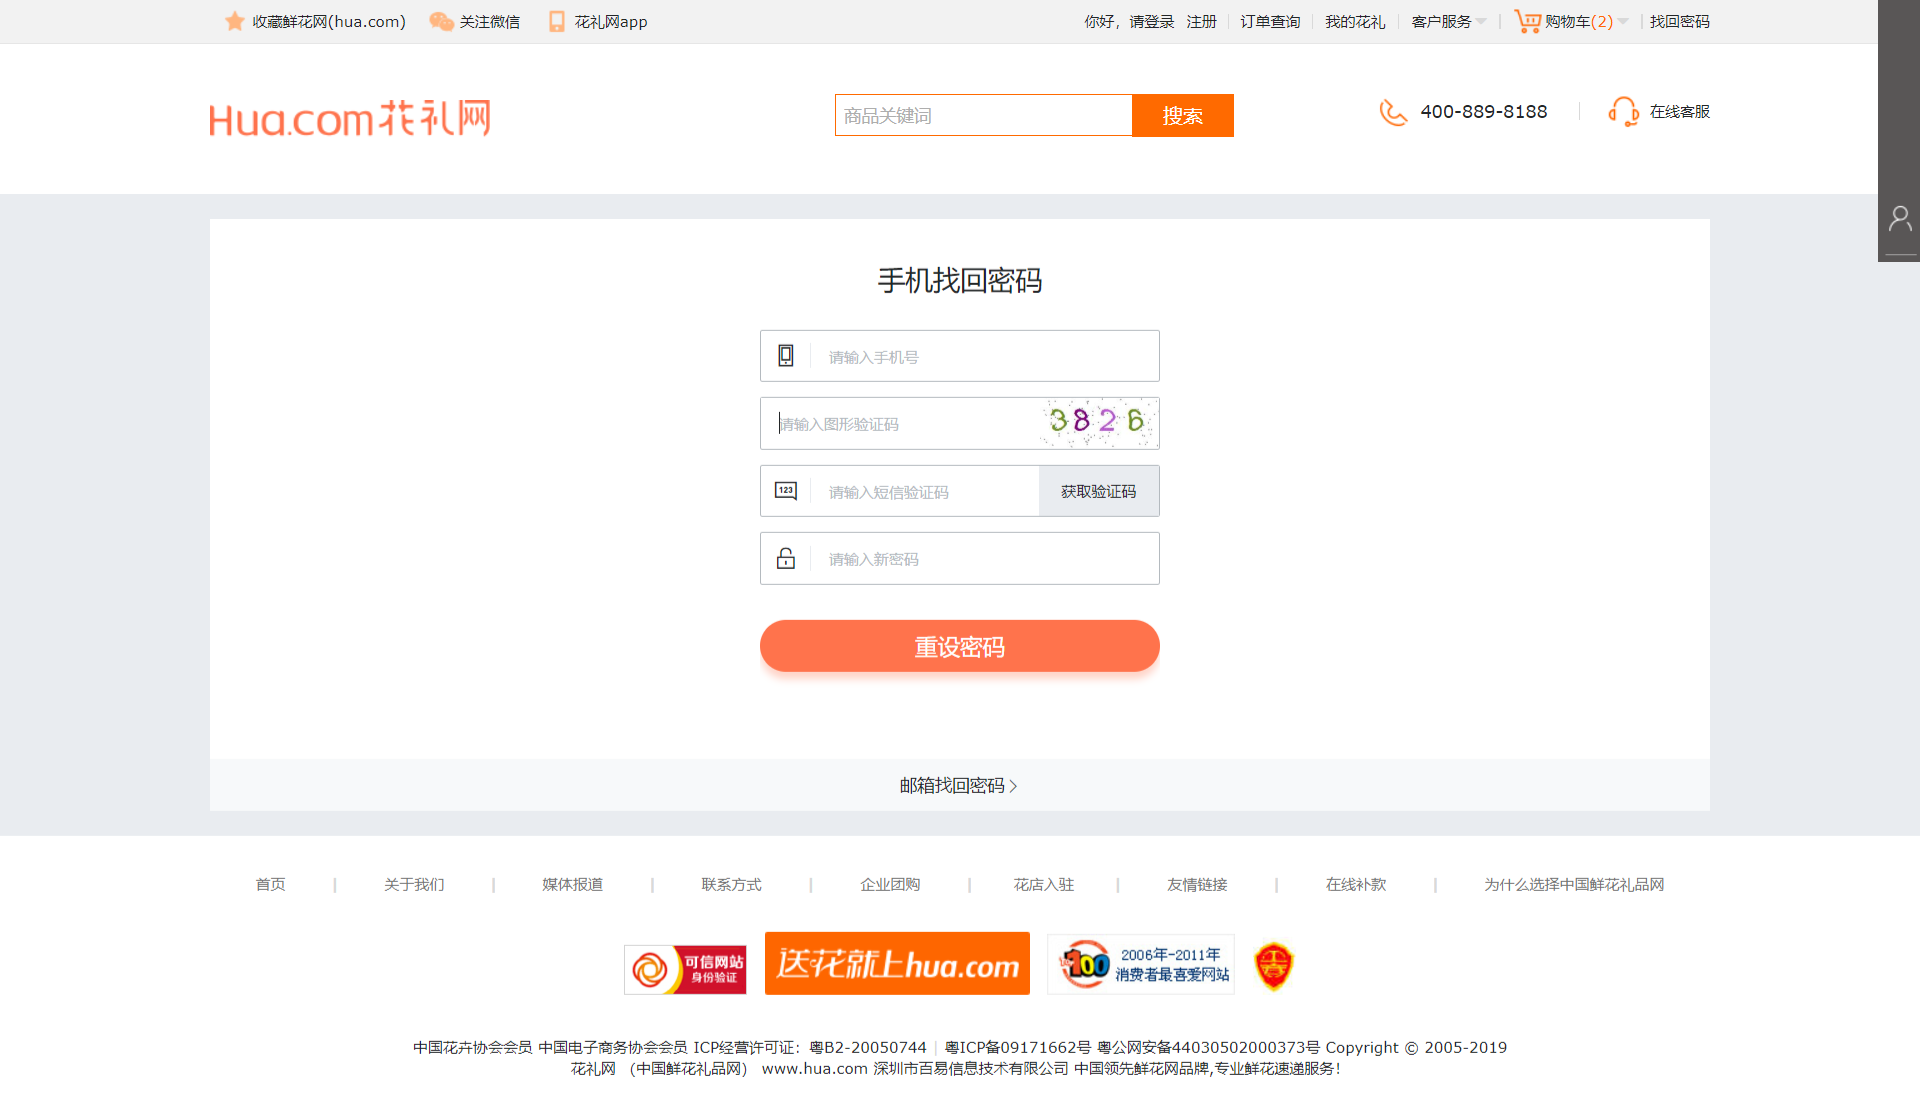 收藏鲜花网(hua.com) 关注微信 花礼网app 你好，请登录 注册 订单查询 我的花礼 客户服务 购物车(2) 找回密码
Hua.com花礼网 商品关键词 搜索 400-889-8188 在线客服
手机找回密码
请输入手机号
请输入图形验证码 3826
123 请输入短信验证码 获取验证码
请输入新密码
重设密码
邮箱找回密码
首页 | 关于我们 | 媒体报道 | 联系方式 | 企业团购 | 花店入驻 | 友情链接 | 在线补款 | 为什么选择中国鲜花礼品网
可信网站
身份验证
送花就上hua.com
100 2006年-2011年
消费者最喜爱网站
中国花卉协会会员 中国电子商务协会会员 ICP经营许可证：粤B2-20050744 | 粤ICP备09171662号 粤公网安备44030502000373号 Copyright © 2005-2019
花礼网 （中国鲜花礼品网） www.hua.com 深圳市百易信息技术有限公司 中国领先鲜花网品牌,专业鲜花速递服务！